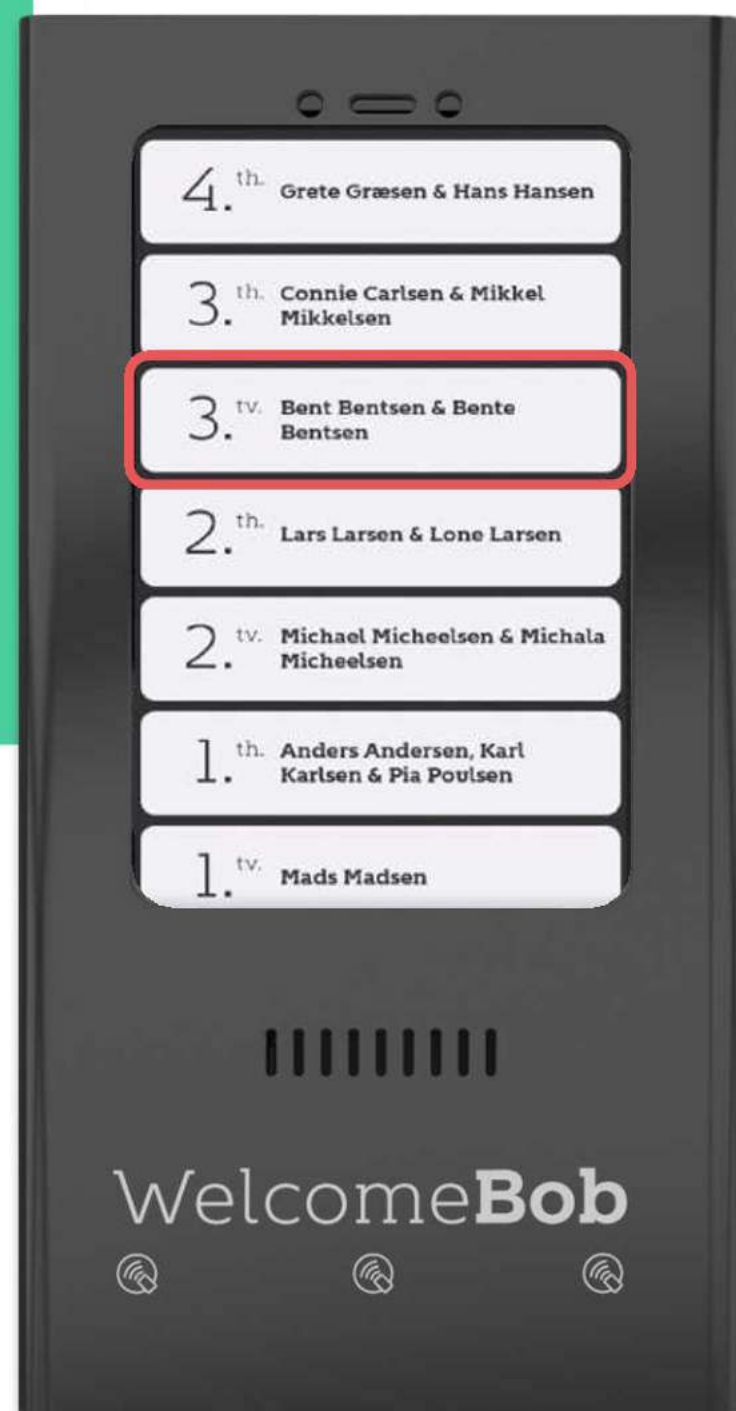 4. th. Grete Græsen & Hans Hansen
3. th. Connie Carlsen & Mikkel
Mikkelsen
3. tv. Bent Bentsen & Bente
Bentsen
2. th. Lars Larsen & Lone Larsen
2. tv. Michael Micheelsen & Michala
Micheelsen
1. th. Anders Andersen, Karl
Karlsen & Pia Poulsen
1. tv. Mads Madsen
WelcomeBob